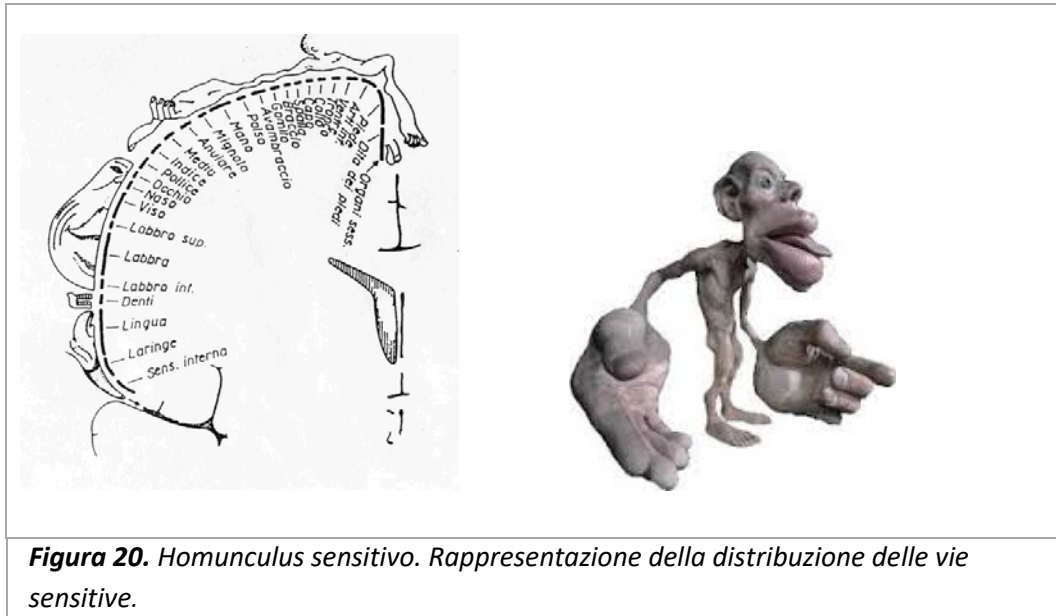 Organi sess.
Dita dei piedi
Piede
Arti inf.
Tronco
Collo
Capo
Spalla
Braccio
Gomito
Avambraccio
Polso
Mano
Mignolo
Anulare
Medio
Indice
Pollice
Occhio
Naso
Viso
Labbro sup.
Labbra
Labbro inf.
Denti
Lingua
Laringe
Sens. interna
Figura 20. Homunculus sensitivo. Rappresentazione della distribuzione delle vie
sensitive.